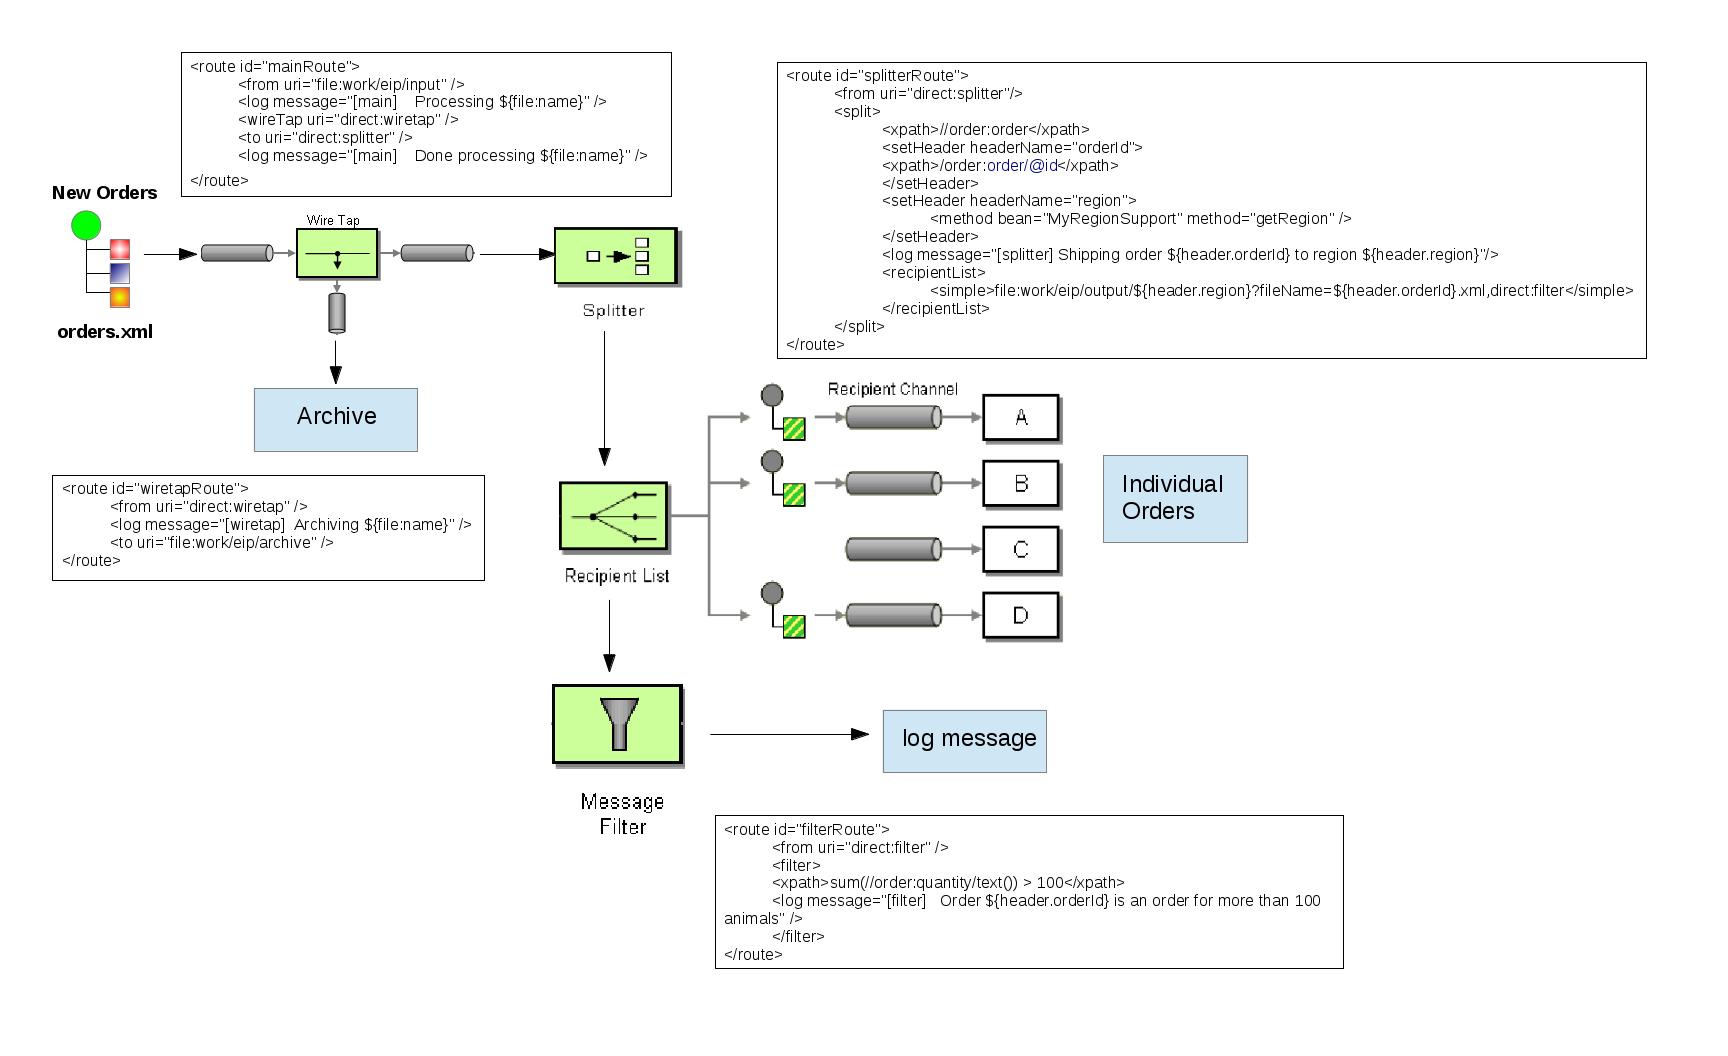 <route id="mainRoute">
<from uri="file:work/eip/input" />
<log message="[main]    Processing ${file:name}" />
<wireTap uri="direct:wiretap" />
<to uri="direct:splitter" />
<log message="[main]    Done processing ${file:name}" />
</route>
<route id="splitterRoute">
<from uri="direct:splitter"/>
<split>
<xpath>//order:order</xpath>
<setHeader headerName="orderId">
<xpath>/order:order/@id</xpath>
</setHeader>
<setHeader headerName="region">
<method bean="MyRegionSupport" method="getRegion" />
</setHeader>
<log message="[splitter] Shipping order ${header.orderId} to region ${header.region}"/>
<recipientList>
<simple>file:work/eip/output/${header.region}?fileName=${header.orderId}.xml,direct:filter</simple>
</recipientList>
</split>
</route>
New Orders
orders.xml
Wire Tap
Splitter
Archive
<route id="wiretapRoute">
<from uri="direct:wiretap" />
<log message="[wiretap]  Archiving ${file:name}" />
<to uri="file:work/eip/archive" />
</route>
Recipient List
Recipient Channel
A
B
C
D
Individual
Orders
Message
Filter
log message
<route id="filterRoute">
<from uri="direct:filter" />
<filter>
<xpath>sum(//order:quantity/text()) > 100</xpath>
<log message="[filter]   Order ${header.orderId} is an order for more than 100
animals" />
</filter>
</route>